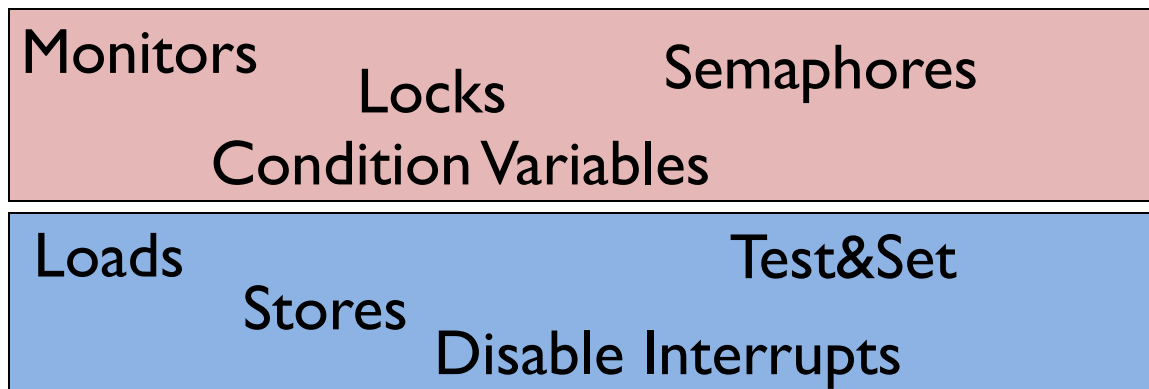 Monitors
Locks
Semaphores
Condition Variables
Loads
Stores
Test&Set
Disable Interrupts